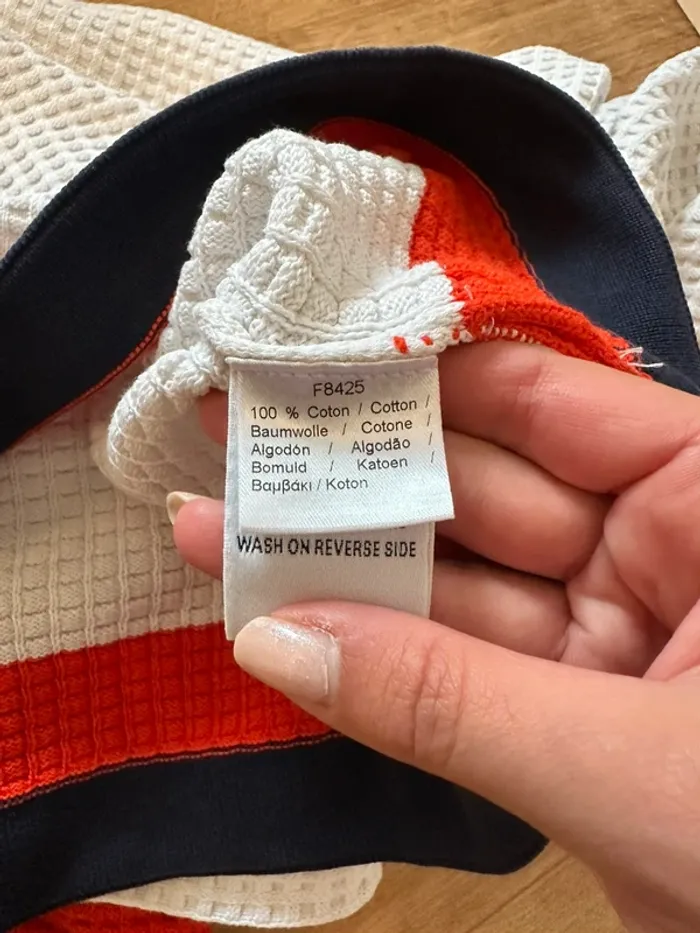 F8425
100 % Coton / Cotton /
Baumwolle / Cotone /
Algodón / Algodão /
Bomuld / Katoen /
Βαμβάκι / Koton
WASH ON REVERSE SIDE